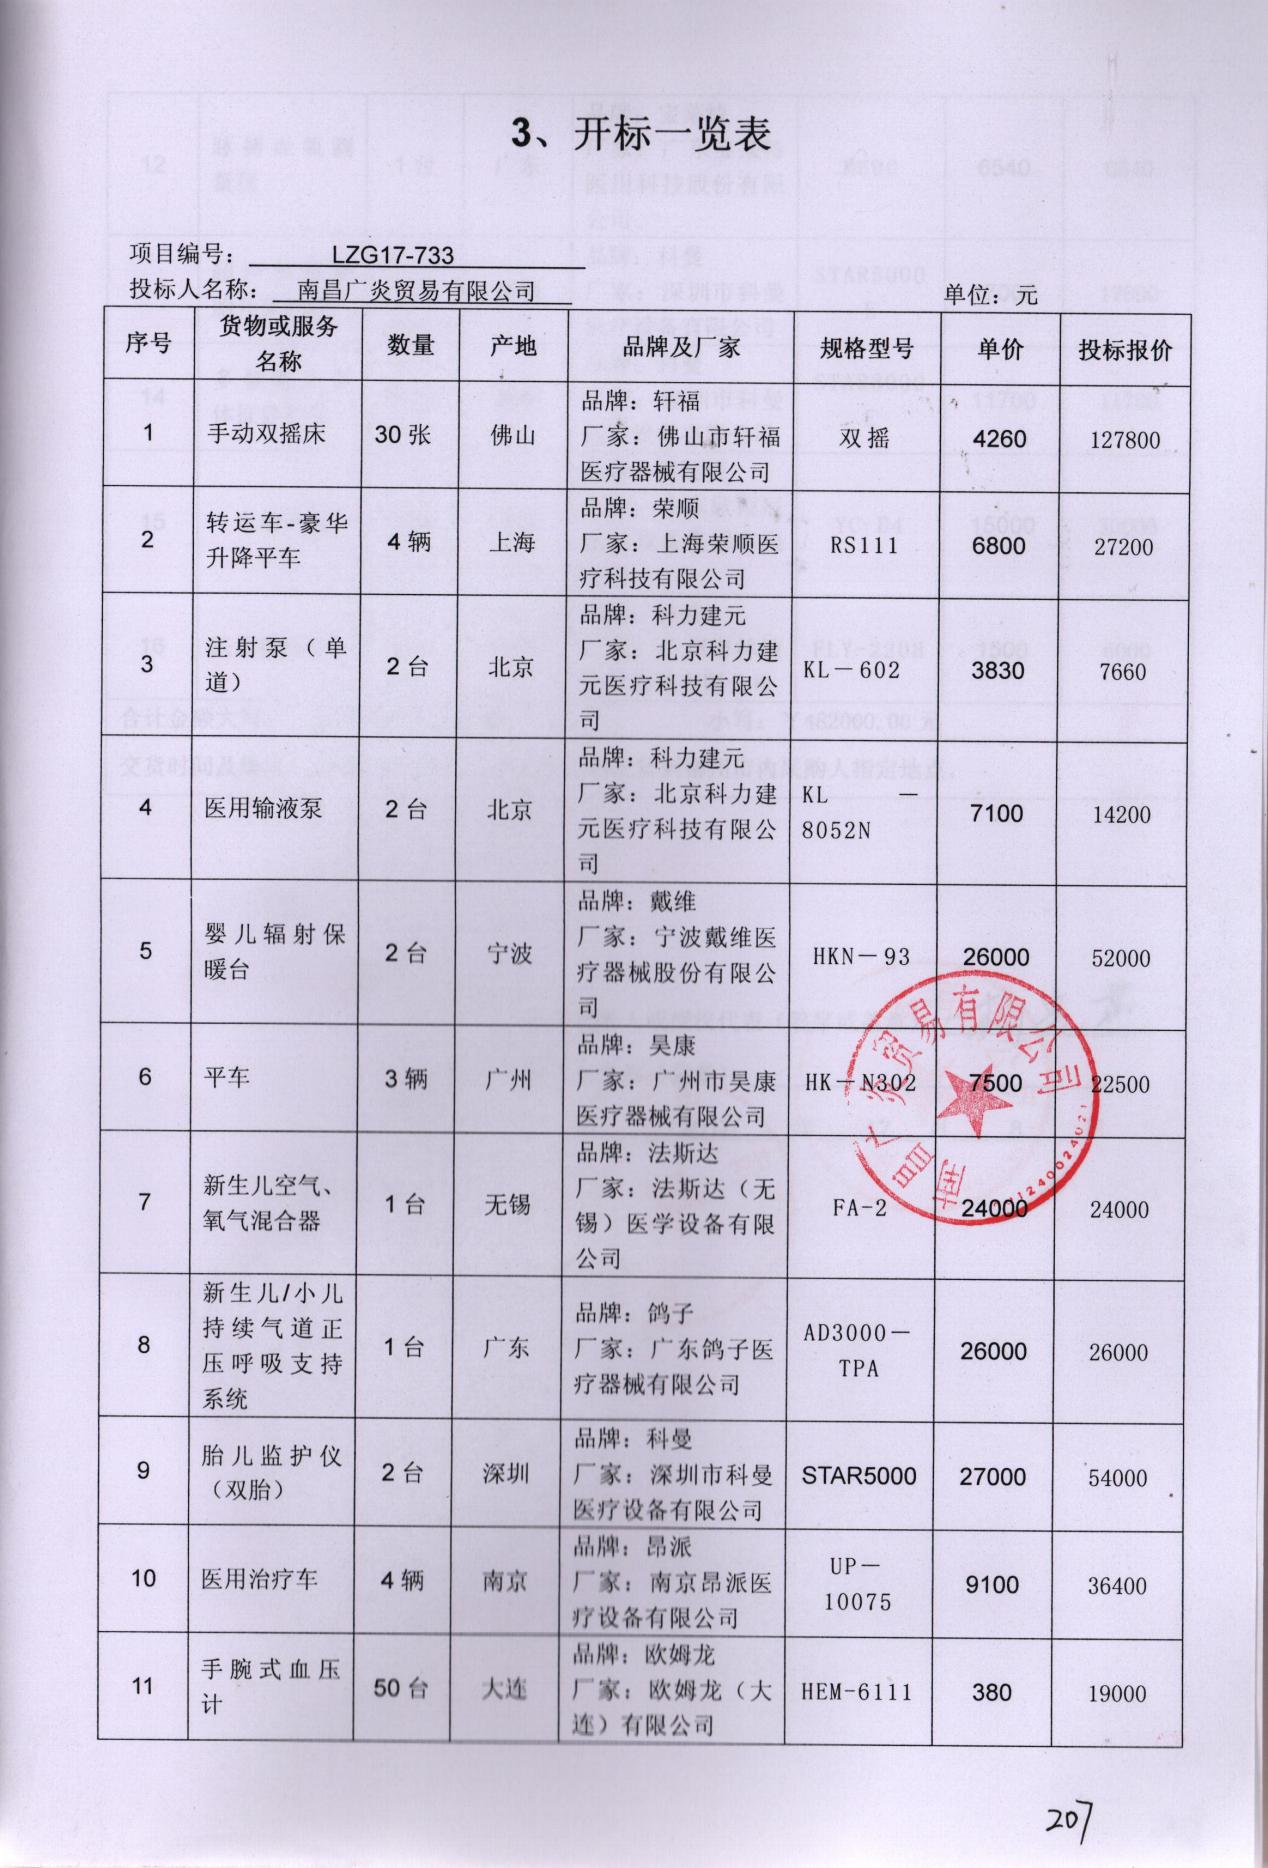 3、开标一览表
项目编号： LZG17-733
投标人名称： 南昌广炎贸易有限公司
单位：元
序号 货物或服务名称 数量 产地 品牌及厂家 规格型号 单价 投标报价
1 手动双摇床 30 张 佛山 品牌：轩福 厂家：佛山市轩福医疗器械有限公司 双摇 4260 127800
2 转运车-豪华升降平车 4 辆 上海 品牌：荣顺 厂家：上海荣顺医疗科技有限公司 RS111 6800 27200
3 注射泵（单道） 2 台 北京 品牌：科力建元 厂家：北京科力建元医疗科技有限公司 KL－602 3830 7660
4 医用输液泵 2 台 北京 品牌：科力建元 厂家：北京科力建元医疗科技有限公司 KL－8052N 7100 14200
5 婴儿辐射保暖台 2 台 宁波 品牌：戴维 厂家：宁波戴维医疗器械股份有限公司 HKN－93 26000 52000
6 平车 3 辆 广州 品牌：昊康 厂家：广州市昊康医疗器械有限公司 HK－N302 7500 22500
7 新生儿空气、氧气混合器 1 台 无锡 品牌：法斯达 厂家：法斯达（无锡）医学设备有限公司 FA-2 24000 24000
8 新生儿/小儿持续气道正压呼吸支持系统 1 台 广东 品牌：鸽子 厂家：广东鸽子医疗器械有限公司 AD3000－TPA 26000 26000
9 胎儿监护仪（双胎） 2 台 深圳 品牌：科曼 厂家：深圳市科曼医疗设备有限公司 STAR5000 27000 54000
10 医用治疗车 4 辆 南京 品牌：昂派 厂家：南京昂派医疗设备有限公司 UP－10075 9100 36400
11 手腕式血压计 50 台 大连 品牌：欧姆龙 厂家：欧姆龙（大连）有限公司 HEM-6111 380 19000
南昌广炎贸易有限公司
207